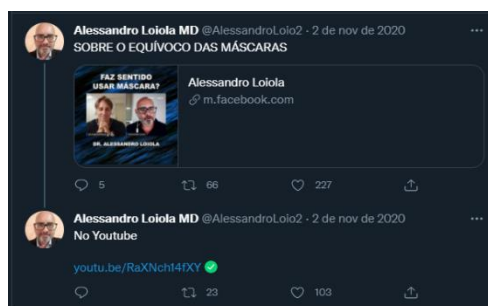 Alessandro Loiola MD @AlessandroLoio2 · 2 de nov de 2020
SOBRE O EQUÍVOCO DAS MÁSCARAS
FAZ SENTIDO
USAR MÁSCARA?
DR. ALESSANDRO LOIOLA
Alessandro Loiola
m.facebook.com
5 66 227
Alessandro Loiola MD @AlessandroLoio2 · 2 de nov de 2020
No Youtube
youtu.be/RaXNch14fXY
23 103